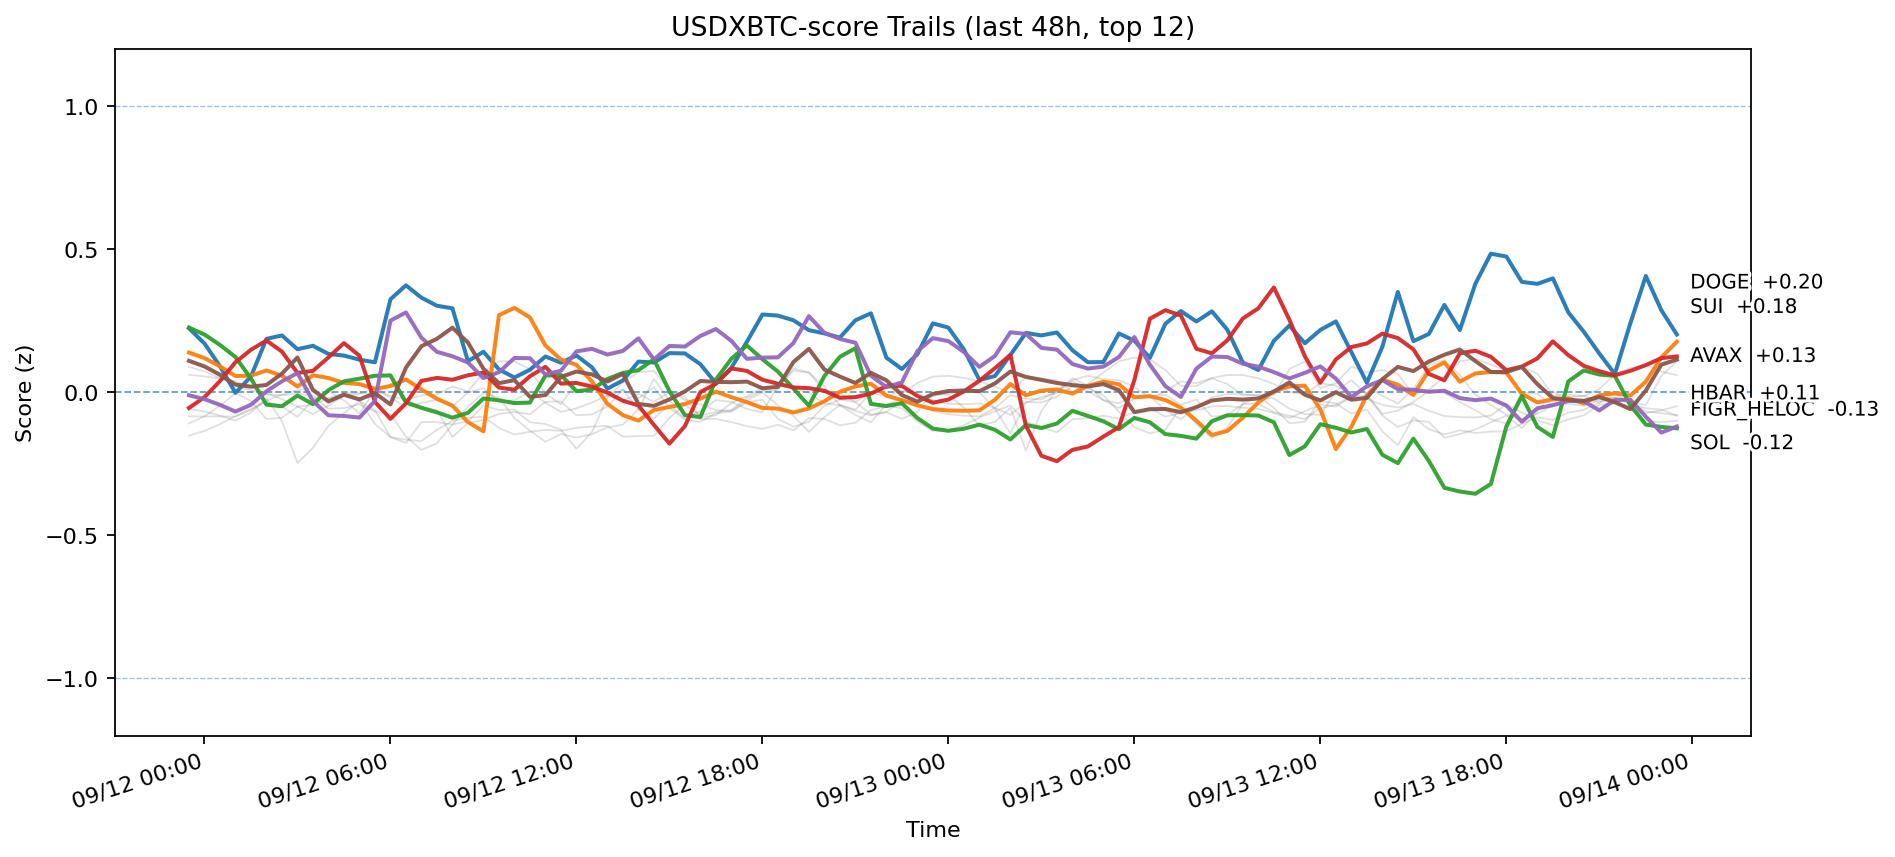 USDXBTC-score Trails (last 48h, top 12)
Score (z)
1.0
0.5
0.0
−0.5
−1.0
DOGE +0.20
SUI +0.18
AVAX +0.13
HBAR +0.11
FIGR_HELOC -0.13
SOL -0.12
09/12 00:00
09/12 06:00
09/12 12:00
09/12 18:00
09/13 00:00
09/13 06:00
09/13 12:00
09/13 18:00
09/14 00:00
Time